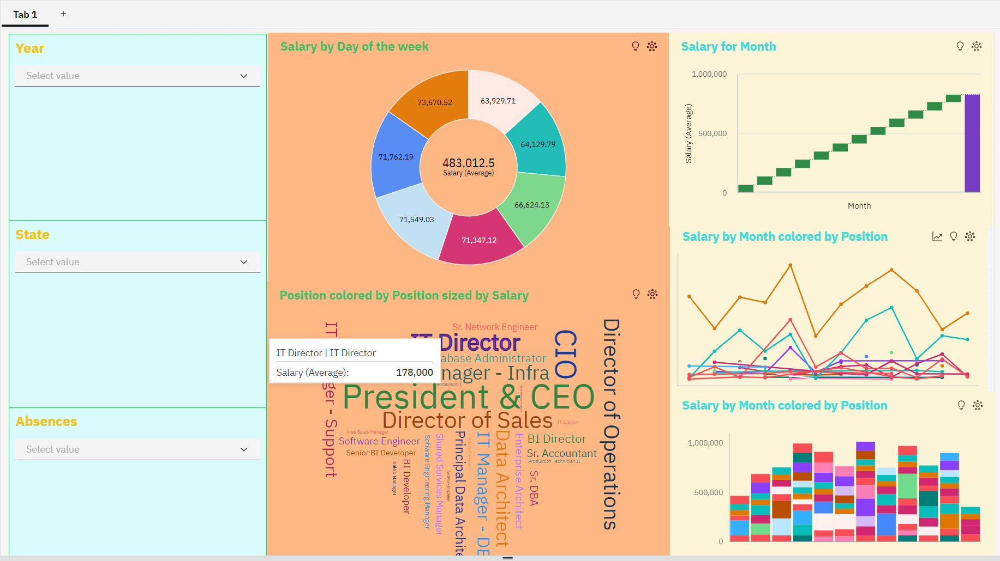 Tab 1
+
Year
Select value
State
Select value
Absences
Select value
Salary by Day of the week
63,929.71
64,129.79
66,624.13
71,347.12
71,549.03
71,762.19
73,670.52
483,012.5
Salary (Average)
Position colored by Position sized by Salary
IT Director | IT Director
Salary (Average): 178,000
Sr. Network Engineer
IT Director
abase Administrator
nager - Infra
Accountant I
President & CEO
Director of Sales
IT Support
CIO
Director of Operations
IT
ger - Support
Area Sales Manager
Software Engineer
Senior BI Developer
Sales Manager
BI Developer
Software Engineering Manager
Shared Services Manager
Network Engineer
Principal Data Archite
IT Manager - DE
Data Architect
Enterprise Architect
BI Director
Sr. Accountant
Production Technician II
Sr. DBA
Salary for Month
1,000,000
500,000
0
Salary (Average)
Month
Salary by Month colored by Position
Salary by Month colored by Position
1,000,000
500,000
0